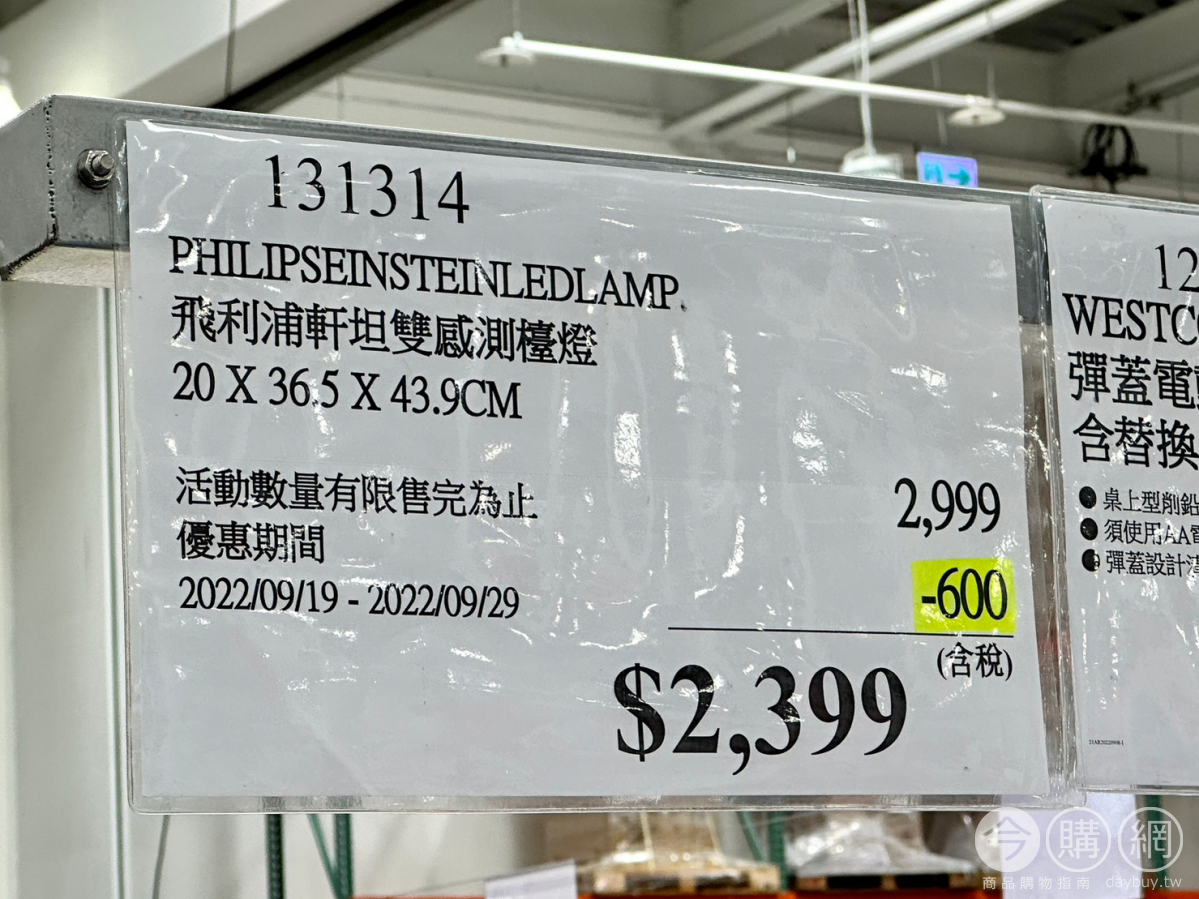 131314
PHILIPSEINSTEINLEDLAMP
飛利浦軒坦雙感測檯燈
20 X 36.5 X 43.9CM
活動數量有限售完為止
優惠期間
2022/09/19 - 2022/09/29
2,999
-600
(含稅)
$2,399
12
WESTC
彈蓋電
含替換
● 桌上型削鉛
● 須使用AA電
● 彈蓋設計
今購網
商品購物指南 daybuy.tw